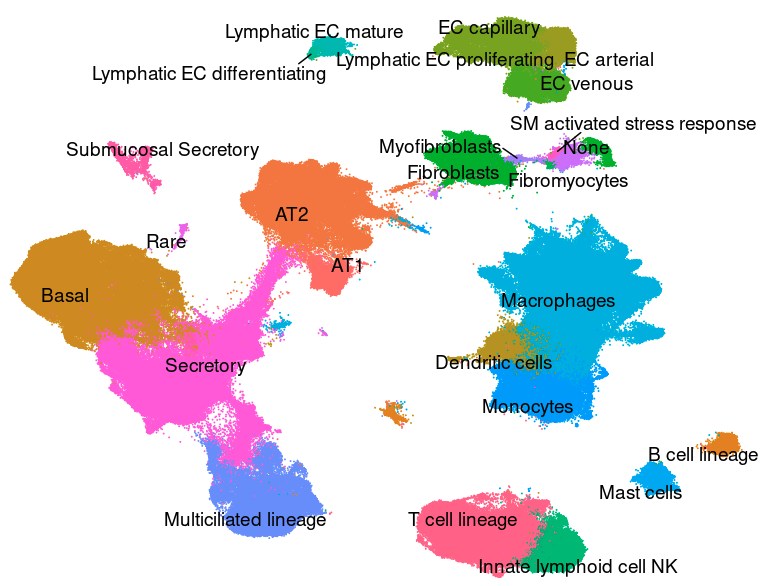 EC capillary
Lymphatic EC mature
Lymphatic EC proliferating
EC arterial
Lymphatic EC differentiating
EC venous
SM activated stress response
Submucosal Secretory
Myofibroblasts
None
Fibroblasts
Fibromyocytes
AT2
Rare
AT1
Basal
Macrophages
Secretory
Dendritic cells
Monocytes
B cell lineage
Mast cells
Multiciliated lineage
T cell lineage
Innate lymphoid cell NK